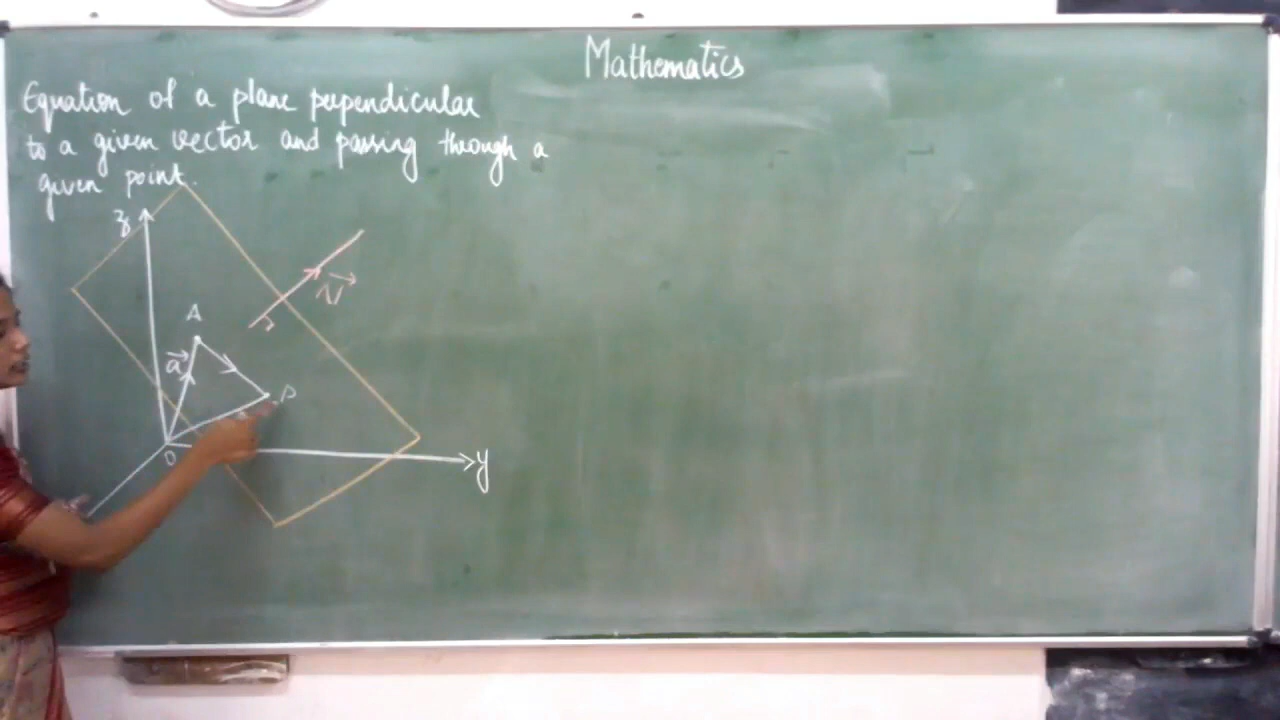 Mathematics
Equation of a plane perpendicular
to a given vector and passing through a
given point.
z
N
A
a
P
O
y